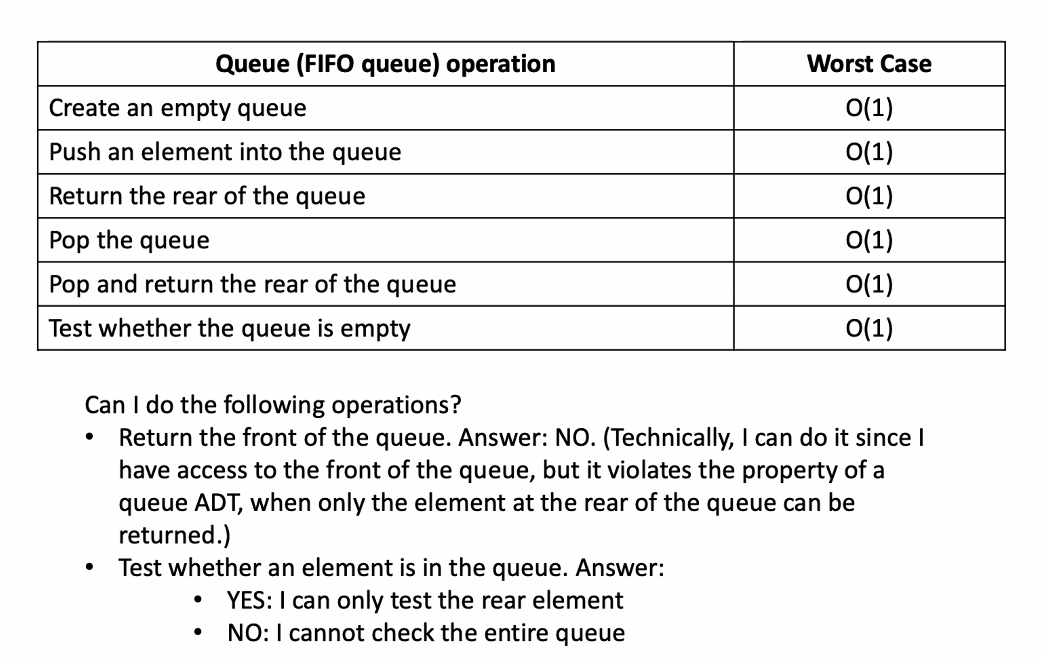 Queue (FIFO queue) operation Worst Case
Create an empty queue O(1)
Push an element into the queue O(1)
Return the rear of the queue O(1)
Pop the queue O(1)
Pop and return the rear of the queue O(1)
Test whether the queue is empty O(1)
Can I do the following operations?
• Return the front of the queue. Answer: NO. (Technically, I can do it since I
have access to the front of the queue, but it violates the property of a
queue ADT, when only the element at the rear of the queue can be
returned.)
• Test whether an element is in the queue. Answer:
• YES: I can only test the rear element
• NO: I cannot check the entire queue